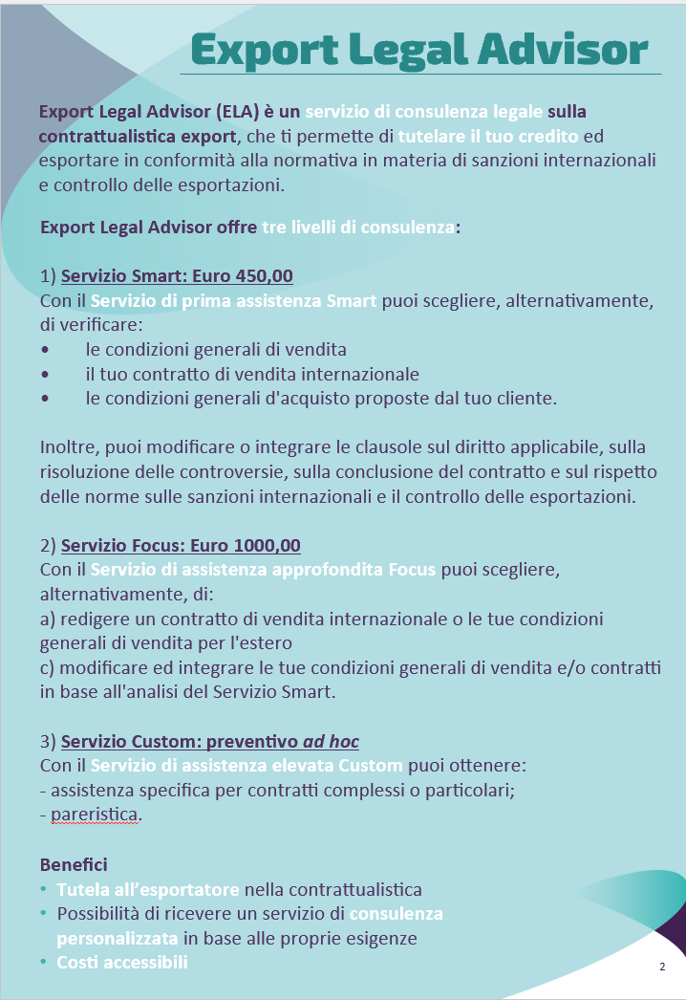 Export Legal Advisor
Export Legal Advisor (ELA) è un servizio di consulenza legale sulla
contrattualistica export, che ti permette di tutelare il tuo credito ed
esportare in conformità alla normativa in materia di sanzioni internazionali
e controllo delle esportazioni.
Export Legal Advisor offre tre livelli di consulenza:
1) Servizio Smart: Euro 450,00
Con il Servizio di prima assistenza Smart puoi scegliere, alternativamente,
di verificare:
• le condizioni generali di vendita
• il tuo contratto di vendita internazionale
• le condizioni generali d'acquisto proposte dal tuo cliente.
Inoltre, puoi modificare o integrare le clausole sul diritto applicabile, sulla
risoluzione delle controversie, sulla conclusione del contratto e sul rispetto
delle norme sulle sanzioni internazionali e il controllo delle esportazioni.
2) Servizio Focus: Euro 1000,00
Con il Servizio di assistenza approfondita Focus puoi scegliere,
alternativamente, di:
a) redigere un contratto di vendita internazionale o le tue condizioni
generali di vendita per l'estero
c) modificare ed integrare le tue condizioni generali di vendita e/o contratti
in base all'analisi del Servizio Smart.
3) Servizio Custom: preventivo ad hoc
Con il Servizio di assistenza elevata Custom puoi ottenere:
- assistenza specifica per contratti complessi o particolari;
- pareristica.
Benefici
• Tutela all’esportatore nella contrattualistica
• Possibilità di ricevere un servizio di consulenza
personalizzata in base alle proprie esigenze
• Costi accessibili
2